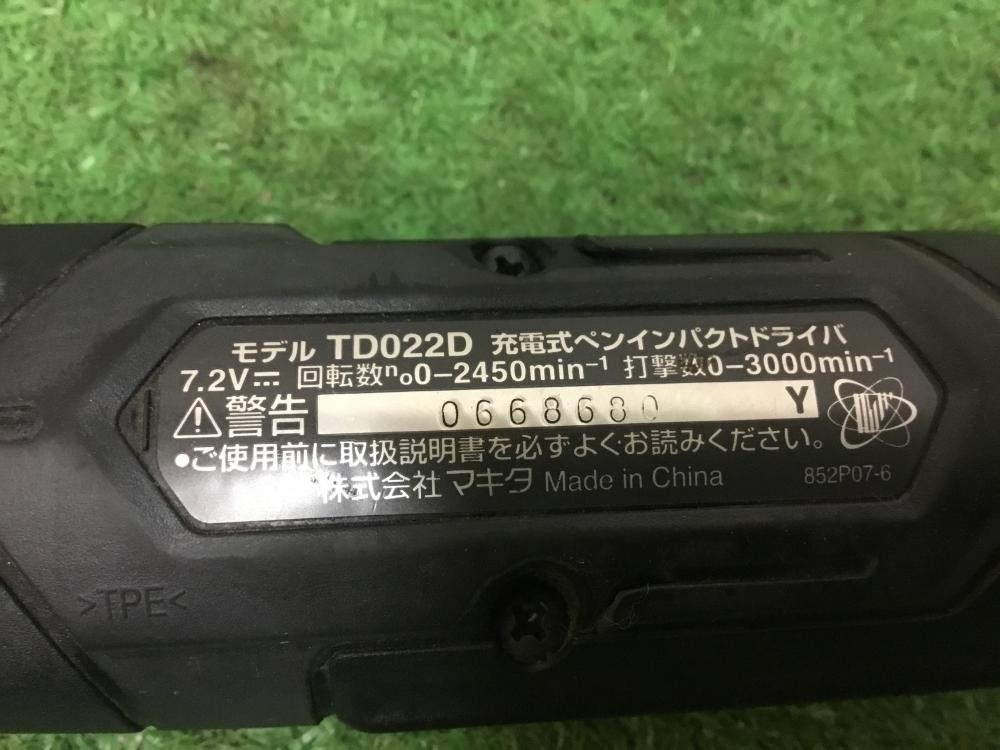 モデル TD022D 充電式ペンインパクトドライバ
7.2V⎓ 回転数n₀0-2450min⁻¹ 打撃数0-3000min⁻¹
警告 0668680 Y
●ご使用前に取扱説明書を必ずよくお読みください。
株式会社 マキタ Made in China 852P07-6
>TPE<